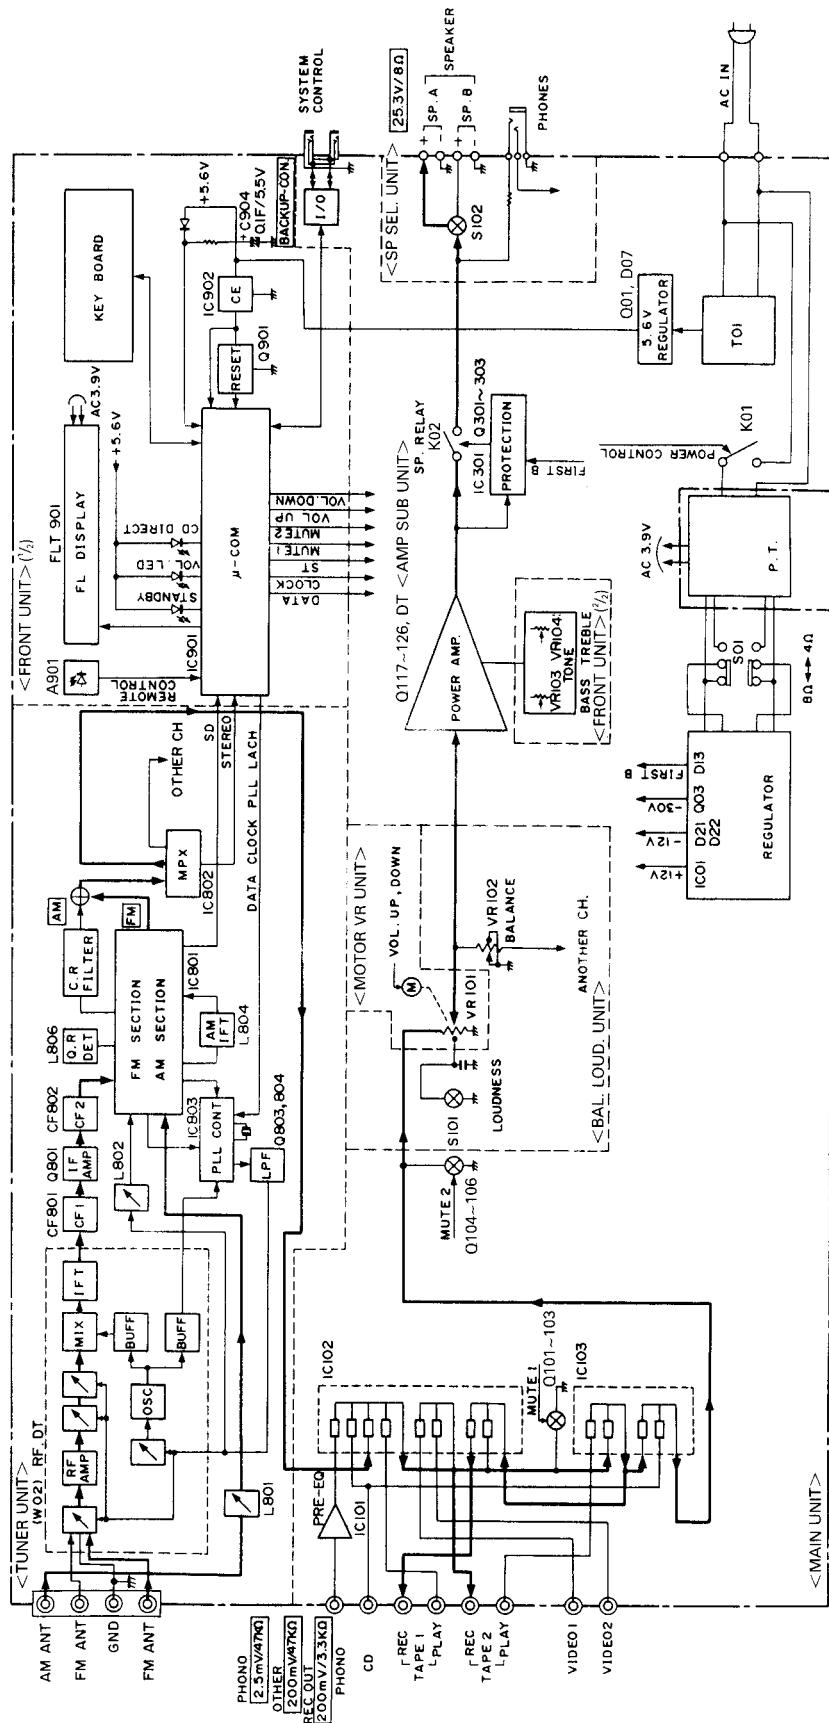 <TUNER UNIT>
(W02) RF, DT
AM ANT
FM ANT
GND
FM ANT
RF AMP
MIX
IFT
OSC
BUFF
BUFF
L801
CF801
CF1
Q801
IF AMP
CF802
CF2
L802
L806
Q.R DET
C.R FILTER
AM
FM
FM SECTION
AM SECTION
IC801
AM IFT
L804
IC803
PLL CONT
Q803,804
LPF
MPX
IC802
OTHER CH
SD
STEREO
DATA CLOCK PLL LACH
<FRONT UNIT> (½)
A901
REMOTE CONTROL
FLT 901
FL DISPLAY
AC3.9V
+5.6V
STANDBY
VOL. LED
CD DIRECT
IC901
μ-COM
KEY BOARD
RESET
Q901
IC902
CE
+5.6V
+C904
0.1F/5.5V
BACKUP-CON.
I/O
SYSTEM CONTROL
DATA
CLOCK
ST
MUTE1
MUTE2
VOL UP
VOL.DOWN
PHONO
2.5mV/47KΩ
OTHER
200mV/47KΩ
REC OUT
200mV/3.3KΩ
PHONO
CD
REC
TAPE 1
PLAY
REC
TAPE 2
PLAY
VIDEO1
VIDEO2
PRE-EQ
IC101
IC102
MUTE 1
Q101~103
IC103
<MAIN UNIT>
MUTE 2
Q104~106
<MOTOR VR UNIT>
VOL. UP, DOWN
M
VR101
S101
LOUDNESS
<BAL. LOUD. UNIT>
VR102
BALANCE
ANOTHER CH.
Q117~126, DT <AMP SUB UNIT>
POWER AMP.
VR103 VR104
TONE
BASS TREBLE
<FRONT UNIT> (²/₂)
SP. RELAY
K02
IC301 Q301~303
PROTECTION
FIRST B
<SP SEL. UNIT>
S102
25.3V/8Ω
+
-
SP. A
+
-
SP. B
SPEAKER
PHONES
AC IN
Q01, D07
5.6V REGULATOR
T01
POWER CONTROL
K01
AC 3.9V
P.T.
S01
8Ω ↔ 4Ω
+12V
-12V
-30V
FIRST B
IC01 D21 Q03 D13
D22
REGULATOR